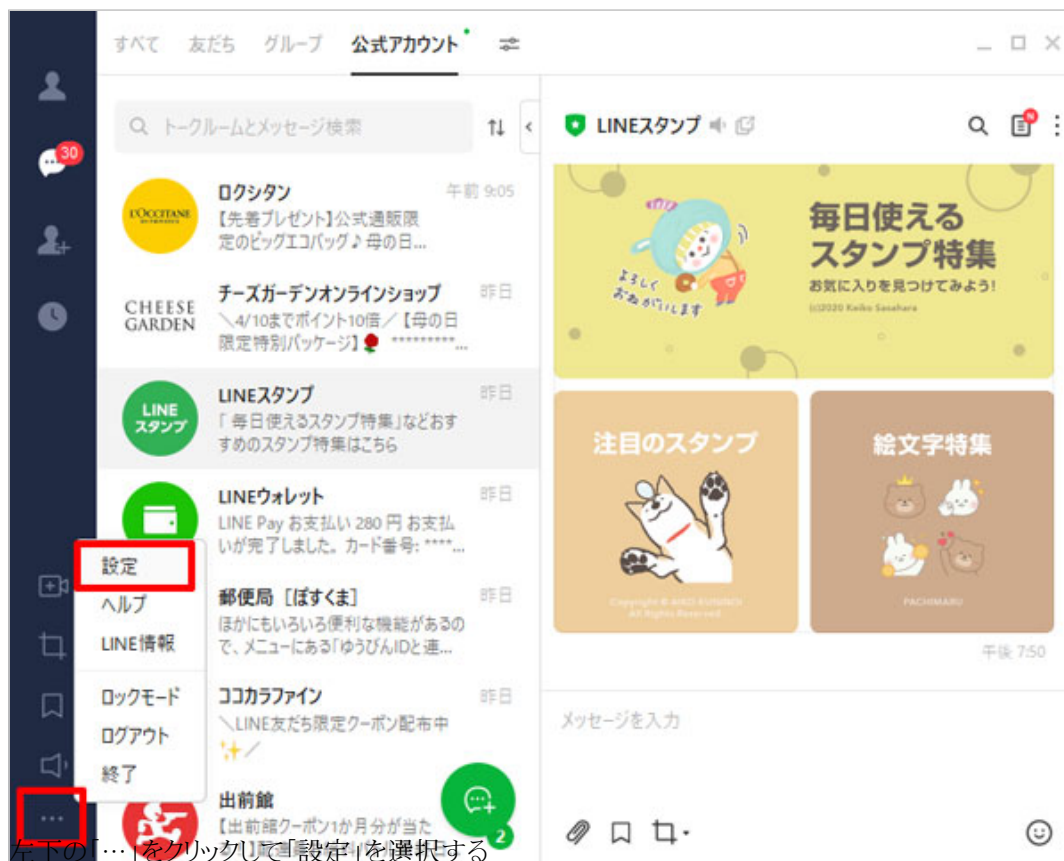 すべて 友だち グループ 公式アカウント
トークルームとメッセージ検索
30
L'OCCITANE
ロクシタン 午前 9:05
【先着プレゼント】公式通販限
定のビッグエコバッグ♪ 母の日...
CHEESE
GARDEN
チーズガーデンオンラインショップ 昨日
＼4/10までポイント10倍／【母の日
限定特別パッケージ】🌹 *********...
LINE
スタンプ
LINEスタンプ 昨日
「 毎日使えるスタンプ特集」などおす
すめのスタンプ特集はこちら
LINEウォレット 昨日
LINE Pay お支払い 280 円 お支払
いが完了しました。 カード番号: ****...
郵便局［ぽすくま］ 昨日
ほかにもいろいろ便利な機能があるの
で、メニューにある「ゆうびんIDと連...
ココカラファイン 昨日
＼LINE友だち限定クーポン配布中
✨／
出前館
【出前館クーポン1か月分が当た
2
設定
ヘルプ
LINE情報
ロックモード
ログアウト
終了
...
左下の「…」をクリックして「設定」を選択する
LINEスタンプ
N
よろしく
おねがいします
毎日使える
スタンプ特集
お気に入りを見つけてみよう!
(c)2020 Keiko Sasahara
注目のスタンプ
All Rights Reserved.
絵文字特集
PACHIMARU
午後 7:50
メッセージを入力